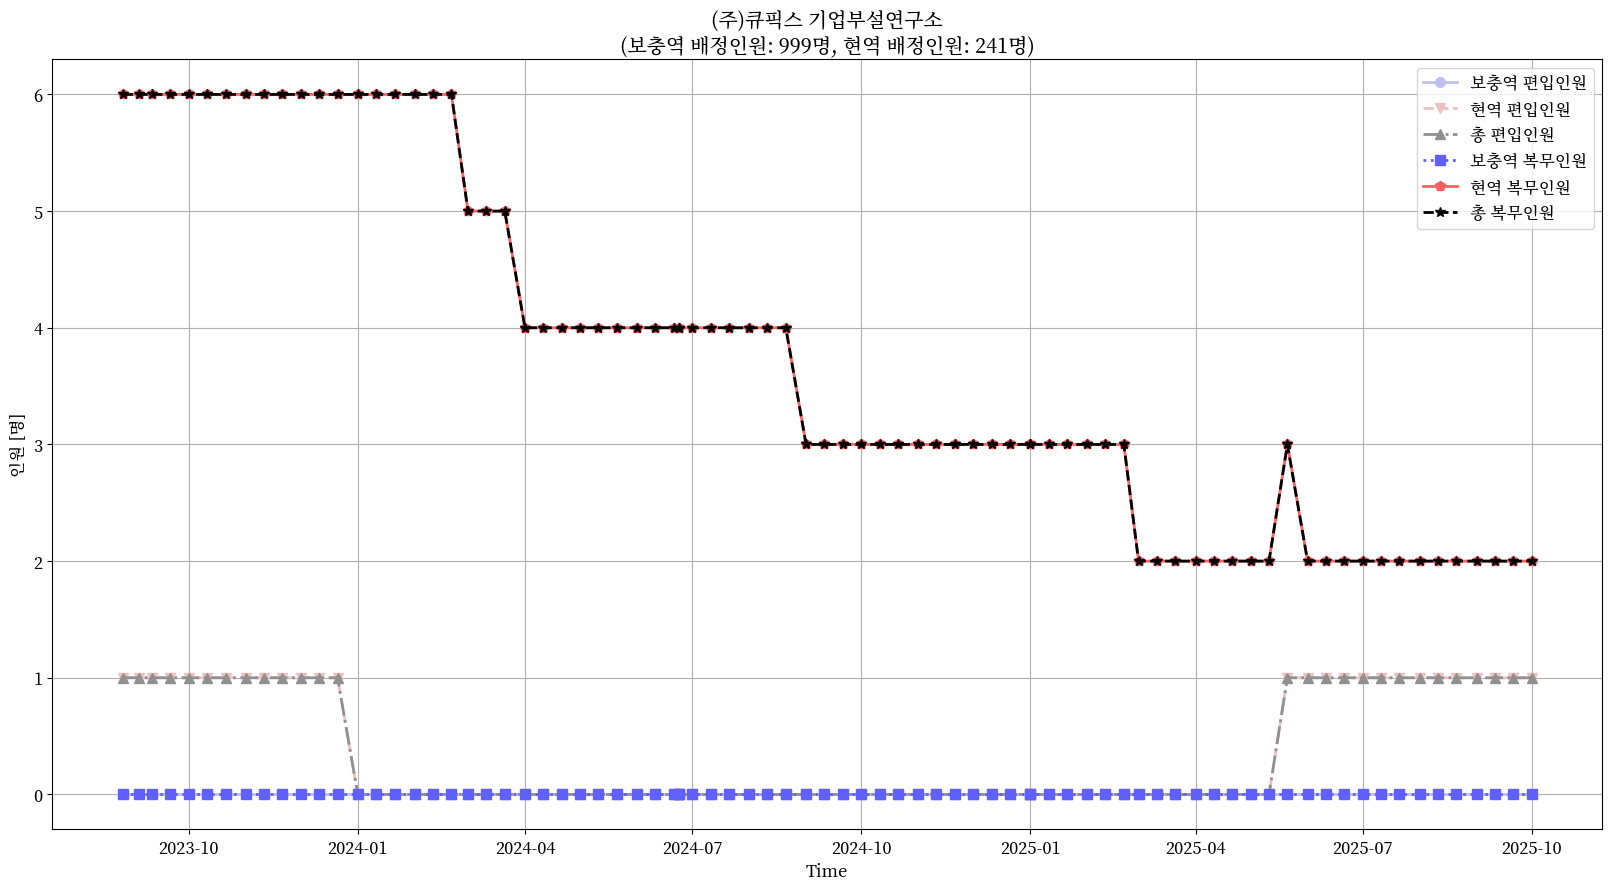 (주)큐픽스 기업부설연구소
(보충역 배정인원: 999명, 현역 배정인원: 241명)
보충역 편입인원
현역 편입인원
총 편입인원
보충역 복무인원
현역 복무인원
총 복무인원
인원 [명]
6
5
4
3
2
1
0
2023-10
2024-01
2024-04
2024-07
2024-10
2025-01
2025-04
2025-07
2025-10
Time